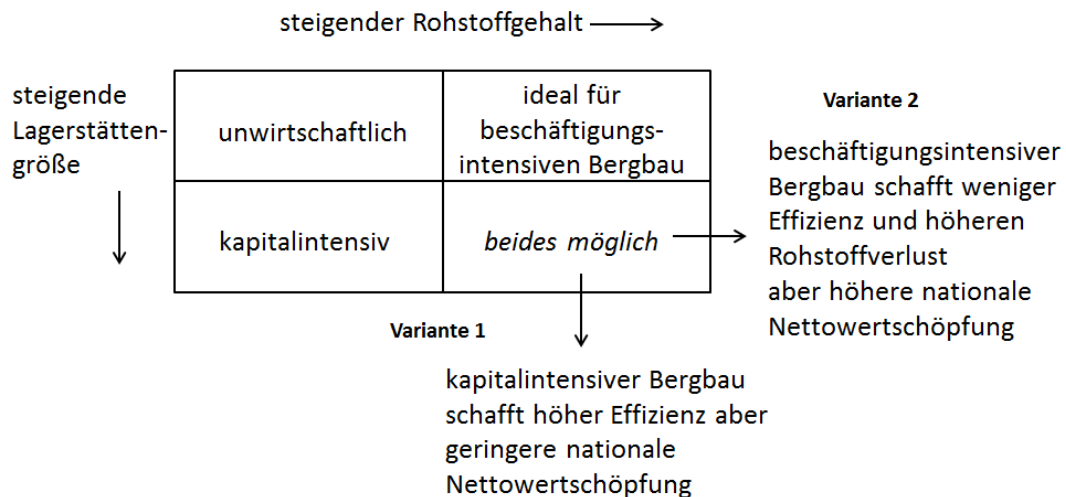 steigender Rohstoffgehalt
steigende
Lagerstätten-
größe
unwirtschaftlich
ideal für
beschäftigungs-
intensiven Bergbau
kapitalintensiv
beides möglich
Variante 2
beschäftigungsintensiver
Bergbau schafft weniger
Effizienz und höheren
Rohstoffverlust
aber höhere nationale
Nettowertschöpfung
Variante 1
kapitalintensiver Bergbau
schafft höher Effizienz aber
geringere nationale
Nettowertschöpfung